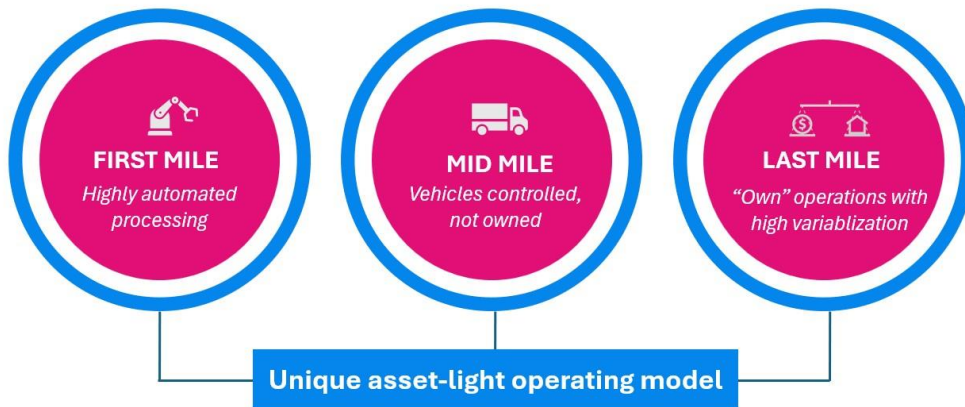 FIRST MILE
Highly automated
processing
MID MILE
Vehicles controlled,
not owned
$
LAST MILE
“Own” operations with
high variablization
Unique asset-light operating model